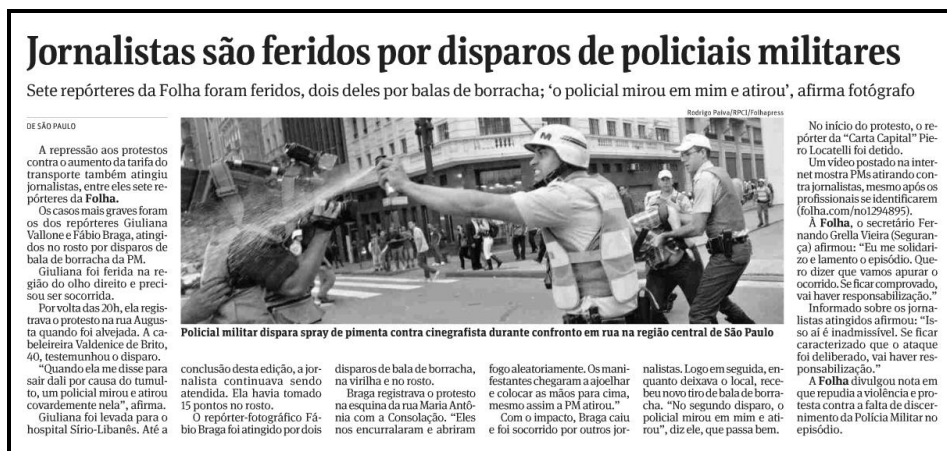 Jornalistas são feridos por disparos de policiais militares
Sete repórteres da Folha foram feridos, dois deles por balas de borracha; ‘o policial mirou em mim e atirou’, afirma fotógrafo
Rodrigo Paiva/RPCI/Folhapress
DE SÃO PAULO
A repressão aos protestos
contra o aumento da tarifa do
transporte também atingiu
jornalistas, entre eles sete re-
pórteres da Folha.
Os casos mais graves foram
os dos repórteres Giuliana
Vallone e Fábio Braga, atingi-
dos no rosto por disparos de
bala de borracha da PM.
Giuliana foi ferida na re-
gião do olho direito e preci-
sou ser socorrida.
Por volta das 20h, ela regis-
trava o protesto na rua Augus-
ta quando foi alvejada. A ca-
beleireira Valdenice de Brito,
40, testemunhou o disparo.
“Quando ela me disse para
sair dali por causa do tumul-
to, um policial mirou e atirou
covardemente nela”, afirma.
Giuliana foi levada para o
hospital Sírio-Libanês. Até a
Policial militar dispara spray de pimenta contra cinegrafista durante confronto em rua na região central de São Paulo
conclusão desta edição, a jor-
nalista continuava sendo
atendida. Ela havia tomado
15 pontos no rosto.
O repórter-fotográfico Fá-
bio Braga foi atingido por dois
disparos de bala de borracha,
na virilha e no rosto.
Braga registrava o protesto
na esquina da rua Maria Antô-
nia com a Consolação. “Eles
nos encurralaram e abriram
fogo aleatoriamente. Os mani-
festantes chegaram a ajoelhar
e colocar as mãos para cima,
mesmo assim a PM atirou.”
Com o impacto, Braga caiu
e foi socorrido por outros jor-
nalistas. Logo em seguida, en-
quanto deixava o local, rece-
beu novo tiro de bala de borra-
cha. “No segundo disparo, o
policial mirou em mim e ati-
rou”, diz ele, que passa bem.
No início do protesto, o re-
pórter da “Carta Capital” Pie-
ro Locatelli foi detido.
Um vídeo postado na inter-
net mostra PMs atirando con-
tra jornalistas, mesmo após os
profissionais se identificarem
(folha.com/no1294895).
À Folha, o secretário Fer-
nando Grella Vieira (Seguran-
ça) afirmou: “Eu me solidari-
zo e lamento o episódio. Que-
ro dizer que vamos apurar o
ocorrido. Se ficar comprovado,
vai haver responsabilização.”
Informado sobre os jorna-
listas atingidos afirmou: “Is-
so aí é inadmissível. Se ficar
caracterizado que o ataque
foi deliberado, vai haver res-
ponsabilização.”
A Folha divulgou nota em
que repudia a violência e pro-
testa contra a falta de discer-
nimento da Polícia Militar no
episódio.